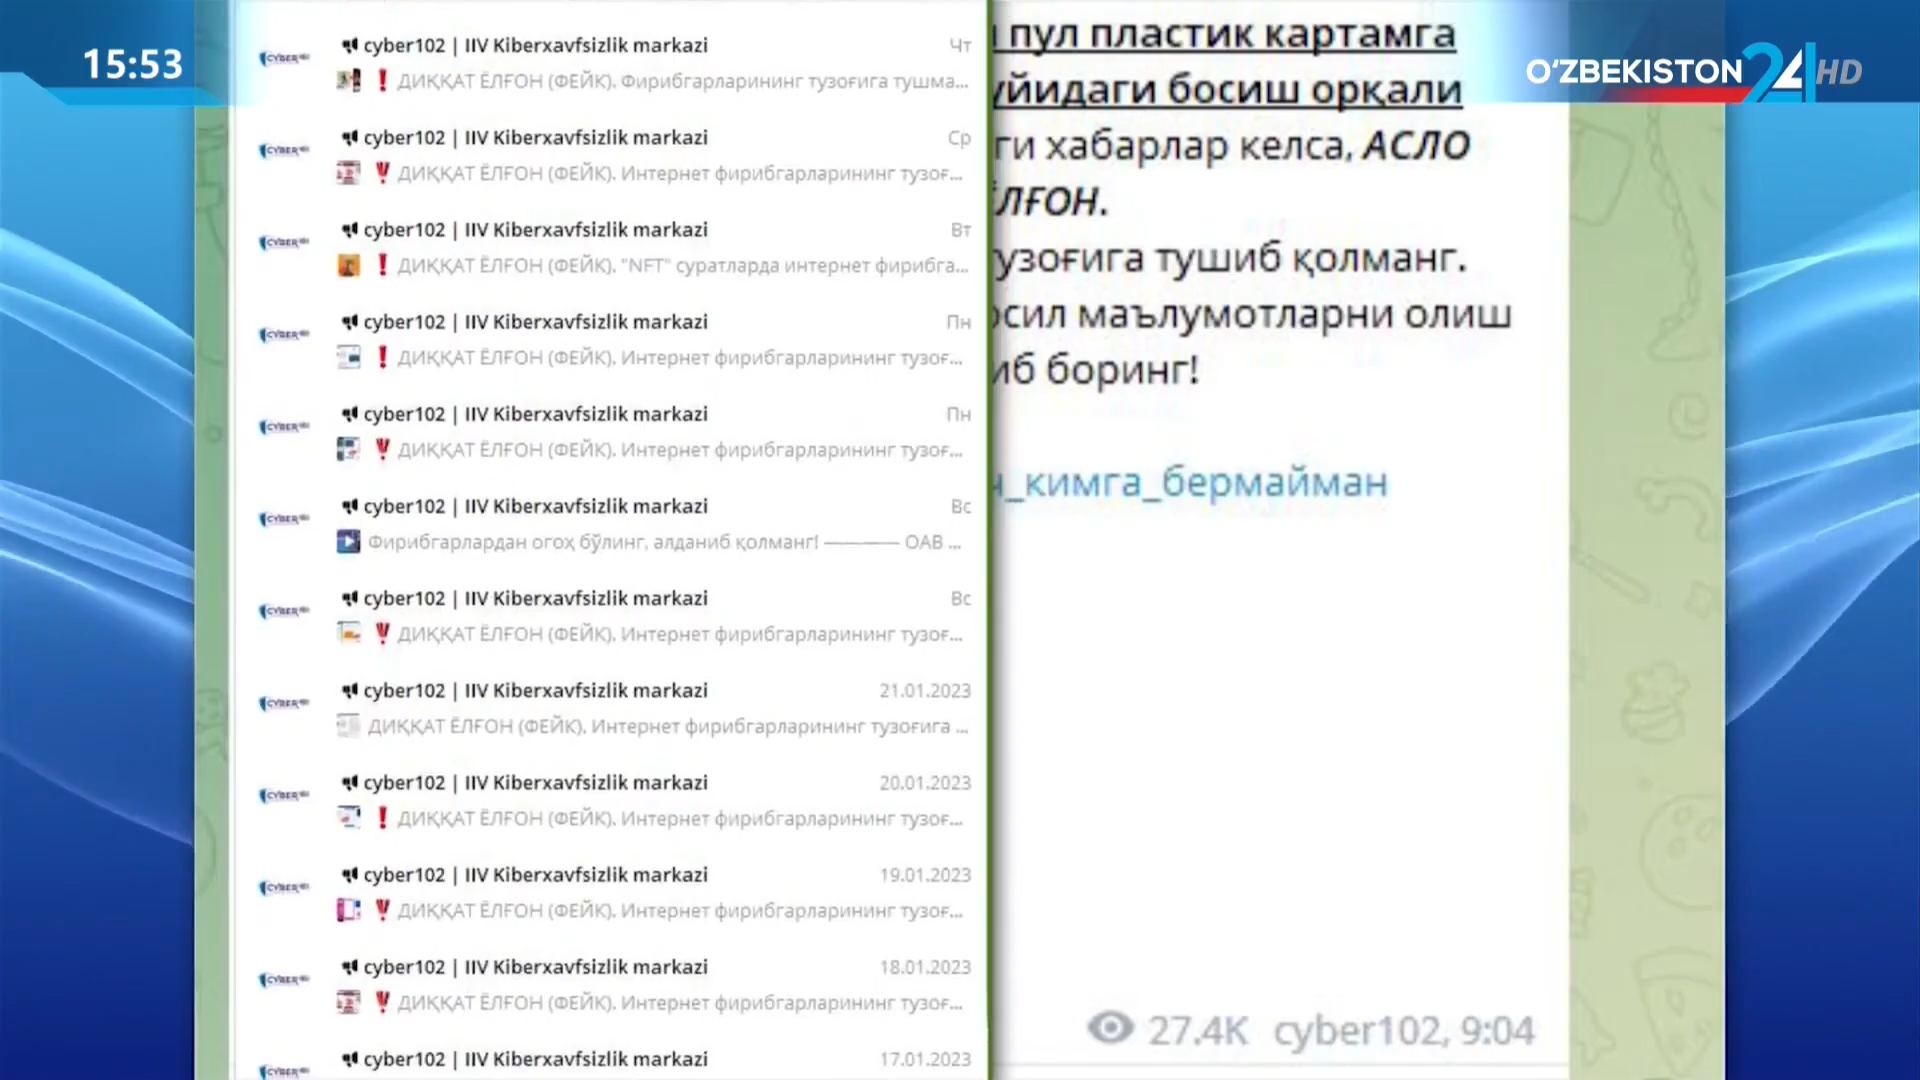 15:53
O'ZBEKISTON 24 HD
cyber102 | IIV Kiberxavfsizlik markazi Чт
ДИҚҚАТ ЁЛҒОН (ФЕЙК). Фирибгарларининг тузоғига тушма...
cyber102 | IIV Kiberxavfsizlik markazi Ср
ДИҚҚАТ ЁЛҒОН (ФЕЙК). Интернет фирибгарларининг тузоғ...
cyber102 | IIV Kiberxavfsizlik markazi Вт
ДИҚҚАТ ЁЛҒОН (ФЕЙК). "NFT" суратларда интернет фирибга...
cyber102 | IIV Kiberxavfsizlik markazi Пн
ДИҚҚАТ ЁЛҒОН (ФЕЙК). Интернет фирибгарларининг тузоғ...
cyber102 | IIV Kiberxavfsizlik markazi Пн
ДИҚҚАТ ЁЛҒОН (ФЕЙК). Интернет фирибгарларининг тузоғ...
cyber102 | IIV Kiberxavfsizlik markazi Вс
Фирибгарлардан огоҳ бўлинг, алданиб қолманг! ———— ОАВ ...
cyber102 | IIV Kiberxavfsizlik markazi Вс
ДИҚҚАТ ЁЛҒОН (ФЕЙК). Интернет фирибгарларининг тузоғ...
cyber102 | IIV Kiberxavfsizlik markazi 21.01.2023
ДИҚҚАТ ЁЛҒОН (ФЕЙК). Интернет фирибгарларининг тузоғига ...
cyber102 | IIV Kiberxavfsizlik markazi 20.01.2023
ДИҚҚАТ ЁЛҒОН (ФЕЙК). Интернет фирибгарларининг тузоғ...
cyber102 | IIV Kiberxavfsizlik markazi 19.01.2023
ДИҚҚАТ ЁЛҒОН (ФЕЙК). Интернет фирибгарларининг тузоғ...
cyber102 | IIV Kiberxavfsizlik markazi 18.01.2023
ДИҚҚАТ ЁЛҒОН (ФЕЙК). Интернет фирибгарларининг тузоғ...
cyber102 | IIV Kiberxavfsizlik markazi 17.01.2023
пул пластик картамга
уйидаги босиш орқали
ги хабарлар келса, АСЛО
ЛҒОН.
узоғига тушиб қолманг.
осил маълумотларни олиш
иб боринг!
ч_кимга_бермайман
27.4K cyber102, 9:04